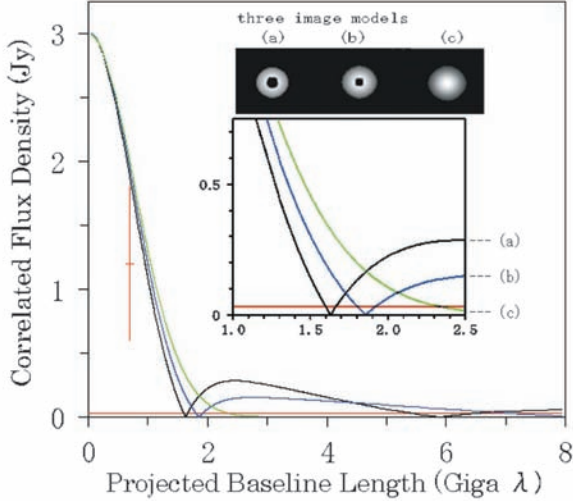 three image models
(a) (b) (c)
Correlated Flux Density (Jy)
3
2
1
0
0.5
0
1.0 1.5 2.0 2.5
(a)
(b)
(c)
0 2 4 6 8
Projected Baseline Length (Giga λ)